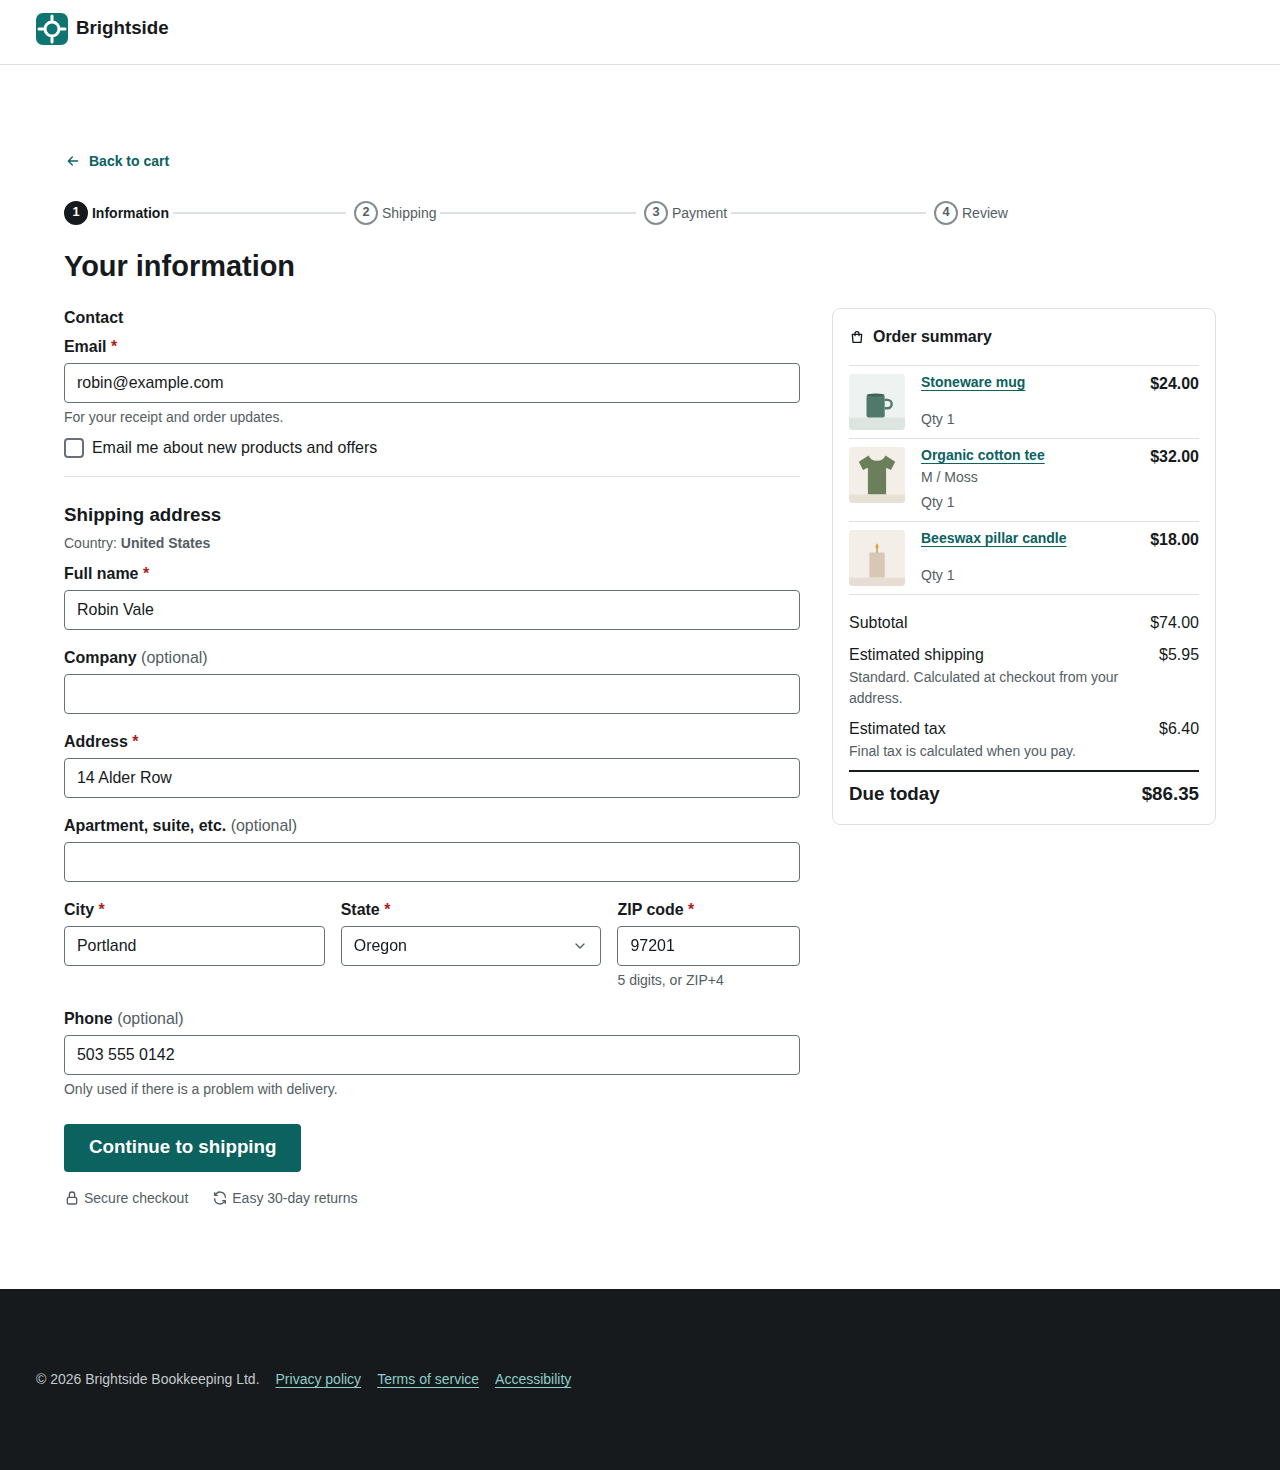 Brightside
Back to cart
1 Information
2 Shipping
3 Payment
4 Review
Your information
Contact
Email *
robin@example.com
For your receipt and order updates.
Email me about new products and offers
Shipping address
Country: United States
Full name *
Robin Vale
Company (optional)
Address *
14 Alder Row
Apartment, suite, etc. (optional)
City *
Portland
State *
Oregon
ZIP code *
97201
5 digits, or ZIP+4
Phone (optional)
503 555 0142
Only used if there is a problem with delivery.
Continue to shipping
Secure checkout
Easy 30-day returns
Order summary
Stoneware mug $24.00
Qty 1
Organic cotton tee $32.00
M / Moss
Qty 1
Beeswax pillar candle $18.00
Qty 1
Subtotal $74.00
Estimated shipping $5.95
Standard. Calculated at checkout from your
address.
Estimated tax $6.40
Final tax is calculated when you pay.
Due today $86.35
© 2026 Brightside Bookkeeping Ltd. Privacy policy Terms of service Accessibility